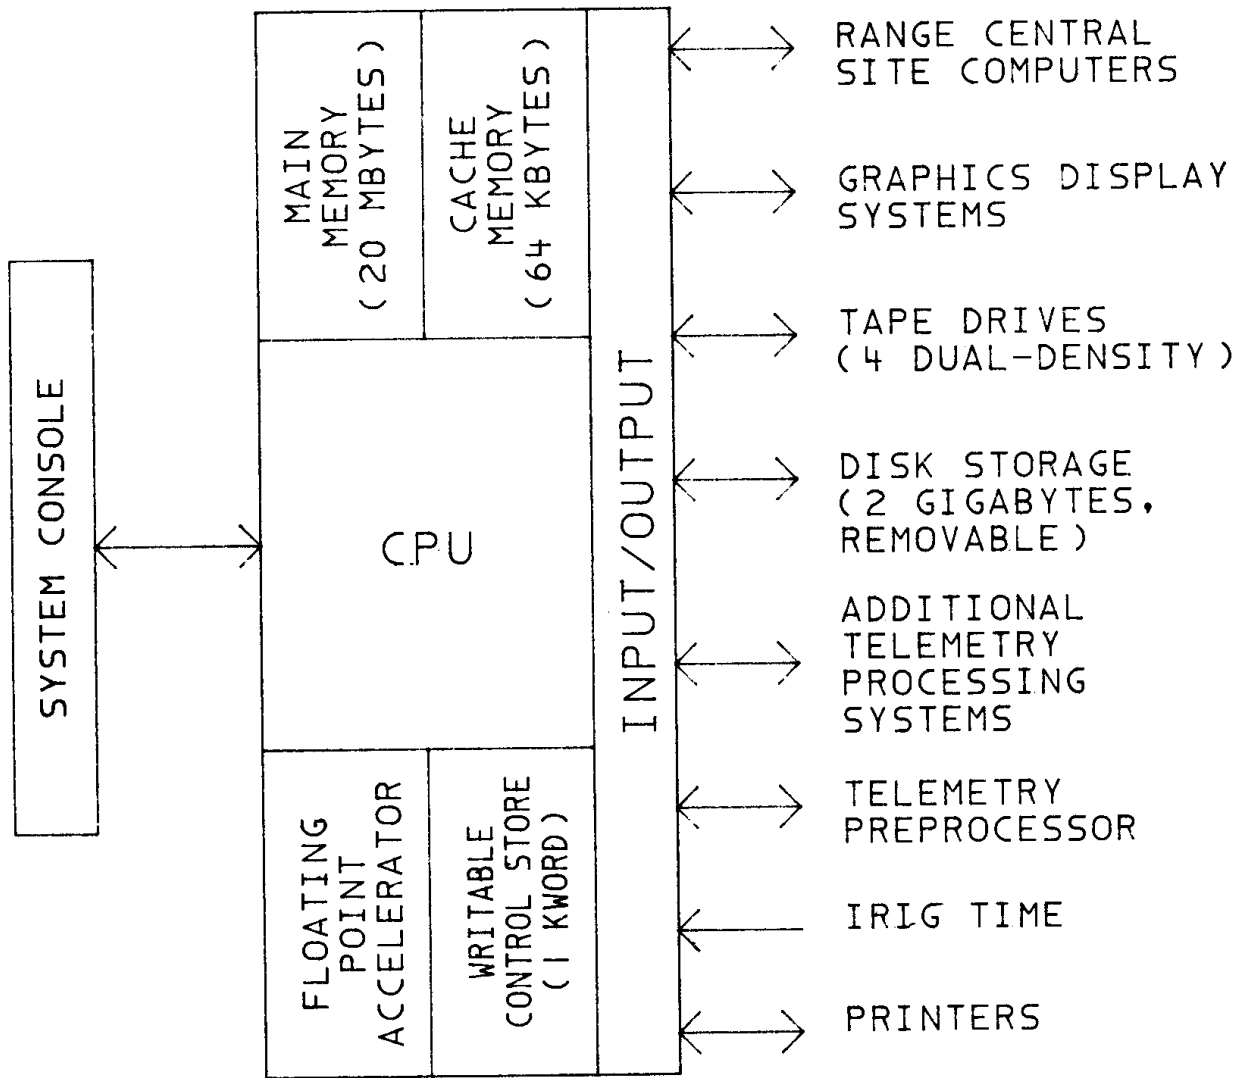 SYSTEM CONSOLE
MAIN
MEMORY
(20 MBYTES)
CACHE
MEMORY
(64 KBYTES)
CPU
FLOATING
POINT
ACCELERATOR
WRITABLE
CONTROL STORE
(1 KWORD)
INPUT/OUTPUT
RANGE CENTRAL
SITE COMPUTERS
GRAPHICS DISPLAY
SYSTEMS
TAPE DRIVES
(4 DUAL-DENSITY)
DISK STORAGE
(2 GIGABYTES,
REMOVABLE)
ADDITIONAL
TELEMETRY
PROCESSING
SYSTEMS
TELEMETRY
PREPROCESSOR
IRIG TIME
PRINTERS